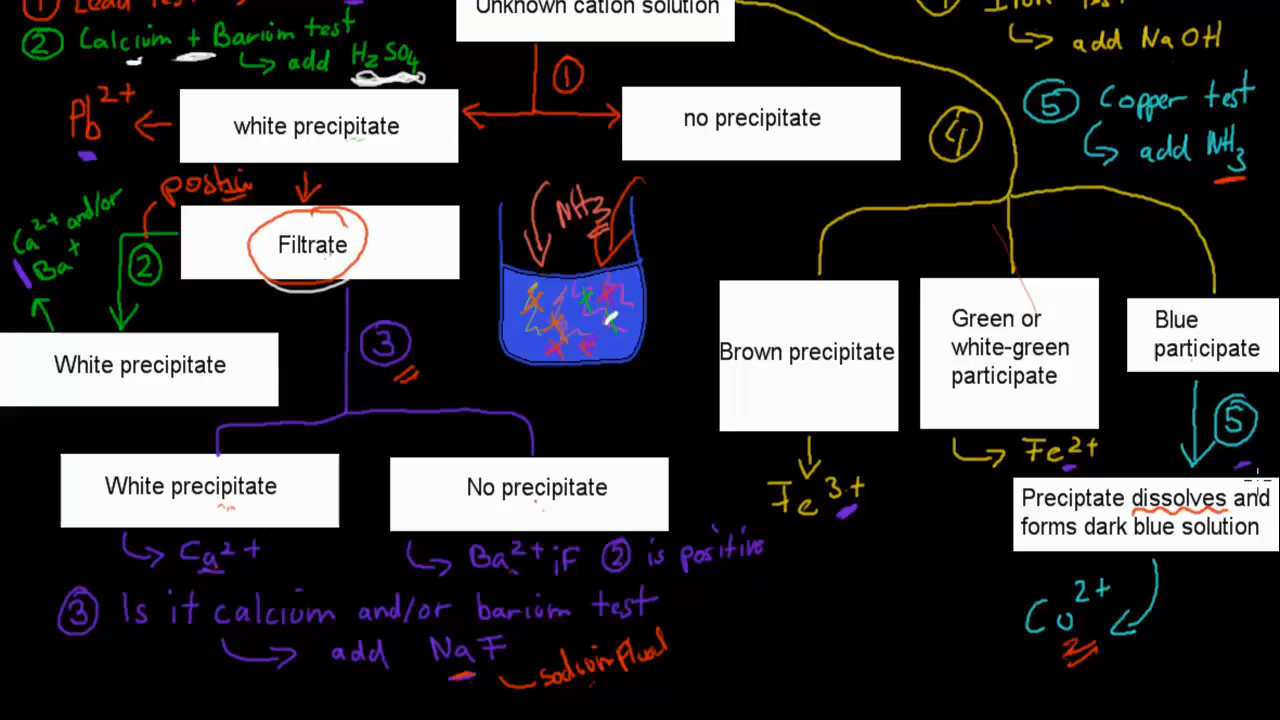 ① Lead test
Unknown cation solution
④ Iron test
↳ add NaOH
② Calcium + Barium test
↳ add H₂SO₄
①
Pb²⁺
white precipitate
no precipitate
④
⑤ Copper test
↳ add NH₃
Ca²⁺ and/or
Ba⁺
Filtrate
②
NH₃
③
White precipitate
Brown precipitate
Green or
white-green
participate
Blue
participate
⑤
Fe³⁺
Fe²⁺
White precipitate
No precipitate
Preciptate dissolves and
forms dark blue solution
↳ Ca²⁺
↳ Ba²⁺ iF ② is positive
③ Is it calcium and/or barium test
↳ add NaF
sodium
Cu²⁺
2